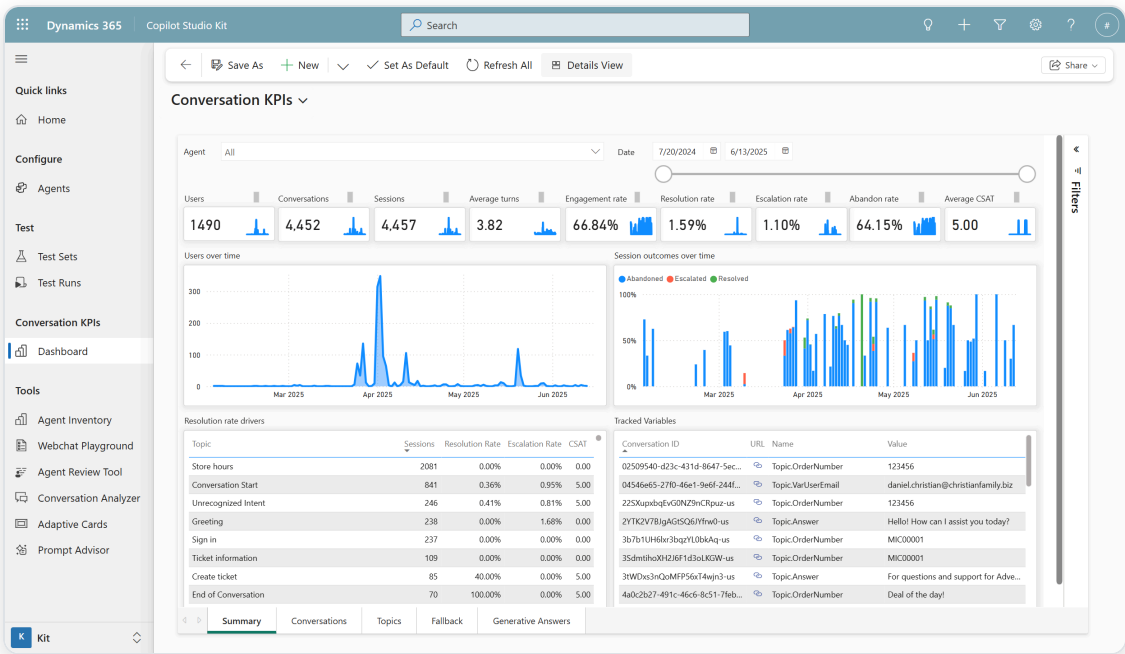 Dynamics 365 Copilot Studio Kit Search #
Save As New Set As Default Refresh All Details View Share
Quick links
Home
Configure
Agents
Test
Test Sets
Test Runs
Conversation KPIs
Dashboard
Tools
Agent Inventory
Webchat Playground
Agent Review Tool
Conversation Analyzer
Adaptive Cards
Prompt Advisor
K Kit
Conversation KPIs
Agent All Date 7/20/2024 6/13/2025
Filters
Users Conversations Sessions Average turns Engagement rate Resolution rate Escalation rate Abandon rate Average CSAT
1490 4,452 4,457 3.82 66.84% 1.59% 1.10% 64.15% 5.00
Users over time
300
200
100
0
Mar 2025 Apr 2025 May 2025 Jun 2025
Session outcomes over time
Abandoned Escalated Resolved
100%
50%
0%
Mar 2025 Apr 2025 May 2025 Jun 2025
Resolution rate drivers
Topic Sessions Resolution Rate Escalation Rate CSAT
Store hours 2081 0.00% 0.00% 0.00
Conversation Start 841 0.36% 0.95% 5.00
Unrecognized Intent 246 0.41% 0.81% 5.00
Greeting 238 0.00% 1.68% 0.00
Sign in 237 0.00% 0.00% 0.00
Ticket information 109 0.00% 0.00% 0.00
Create ticket 85 40.00% 0.00% 5.00
End of Conversation 70 100.00% 0.00% 5.00
Tracked Variables
Conversation ID URL Name Value
02509540-d23c-431d-8647-5ec... Topic.OrderNumber 123456
04546e65-27f0-46e1-9e6f-244f... Topic.VarUserEmail daniel.christian@christianfamily.biz
22SXupxbqEvG0NZ9nCRpuz-us Topic.OrderNumber 123456
2YTK2V7BJgAGtSQ6JYfrw0-us Topic.Answer Hello! How can I assist you today?
3b7b1UH6lxr3bqzYL0bkAq-us Topic.OrderNumber MIC00001
3SdmtihoXH2J6F1d3oLKGW-us Topic.OrderNumber MIC00001
3tWDxs3nQoMFP56xT4wjn3-us Topic.Answer For questions and support for Adve...
4a0c2b27-491c-46c6-8c51-7feb... Topic.OrderNumber Deal of the day!
Summary Conversations Topics Fallback Generative Answers